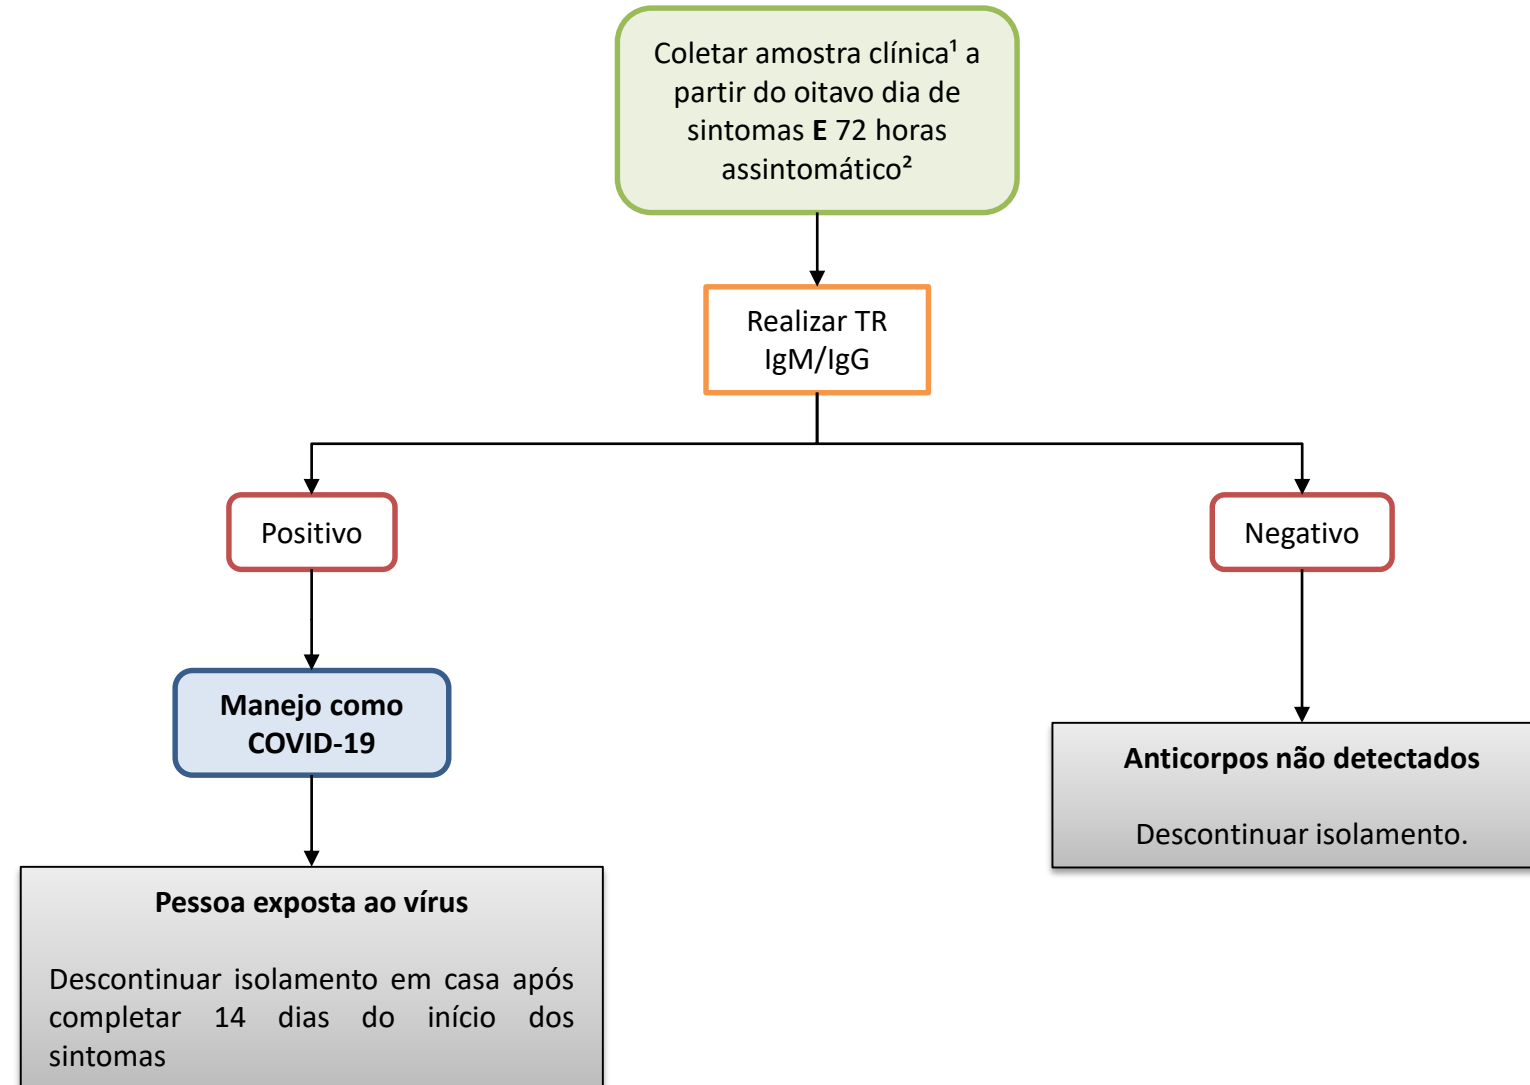 Coletar amostra clínica¹ a
partir do oitavo dia de
sintomas E 72 horas
assintomático²
Realizar TR
IgM/IgG
Positivo
Negativo
Manejo como
COVID-19
Anticorpos não detectados
Descontinuar isolamento.
Pessoa exposta ao vírus
Descontinuar isolamento em casa após
completar 14 dias do início dos
sintomas